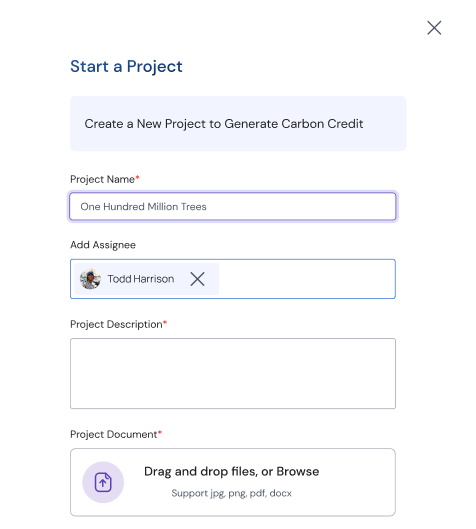 Start a Project
Create a New Project to Generate Carbon Credit
Project Name*
One Hundred Million Trees
Add Assignee
Todd Harrison
Project Description*
Project Document*
Drag and drop files, or Browse
Support jpg, png, pdf, docx